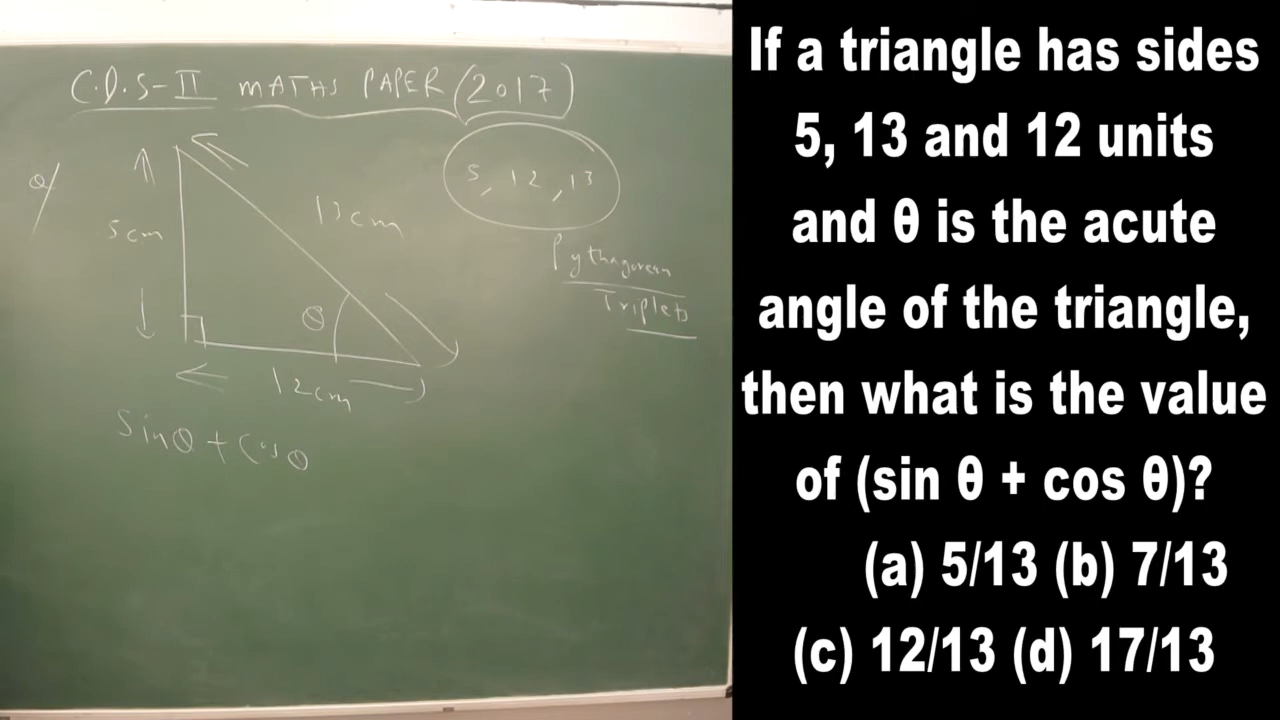 C.D.S-II MATHS PAPER (2017)
Q/
5cm
13cm
θ
12cm
5, 12, 13
Pythagorean
Triplets
Sinθ + Cosθ
If a triangle has sides
5, 13 and 12 units
and θ is the acute
angle of the triangle,
then what is the value
of (sin θ + cos θ)?
(a) 5/13 (b) 7/13
(c) 12/13 (d) 17/13